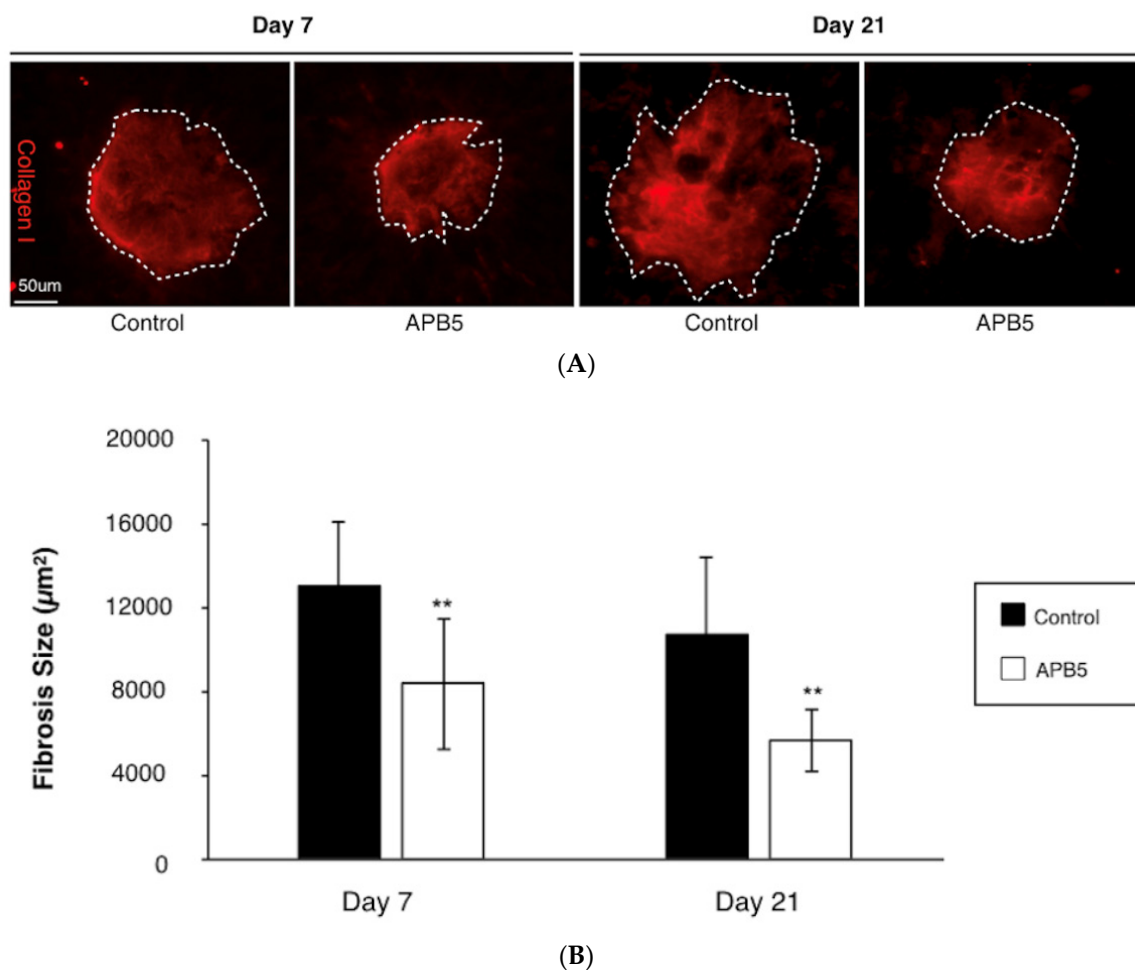 Day 7 Day 21
Collagen I
50um
Control APB5 Control APB5
(A)
20000
16000
12000
8000
4000
0
Fibrosis Size (µm²)
**
**
Control
APB5
Day 7 Day 21
(B)